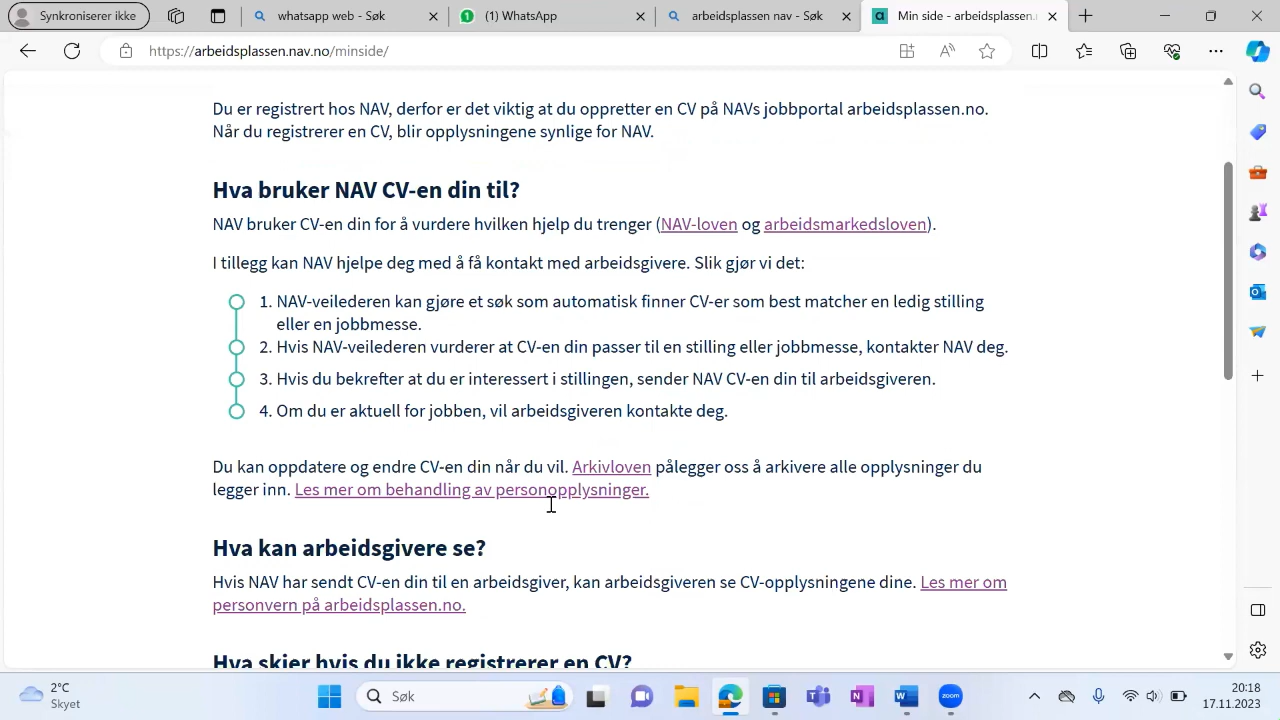 Synkroniserer ikke
whatsapp web - Søk
(1) WhatsApp
arbeidsplassen nav - Søk
Min side - arbeidsplassen.
https://arbeidsplassen.nav.no/minside/
Du er registrert hos NAV, derfor er det viktig at du oppretter en CV på NAVs jobbportal arbeidsplassen.no.
Når du registrerer en CV, blir opplysningene synlige for NAV.
Hva bruker NAV CV-en din til?
NAV bruker CV-en din for å vurdere hvilken hjelp du trenger (NAV-loven og arbeidsmarkedsloven).
I tillegg kan NAV hjelpe deg med å få kontakt med arbeidsgivere. Slik gjør vi det:
1. NAV-veilederen kan gjøre et søk som automatisk finner CV-er som best matcher en ledig stilling
eller en jobbmesse.
2. Hvis NAV-veilederen vurderer at CV-en din passer til en stilling eller jobbmesse, kontakter NAV deg.
3. Hvis du bekrefter at du er interessert i stillingen, sender NAV CV-en din til arbeidsgiveren.
4. Om du er aktuell for jobben, vil arbeidsgiveren kontakte deg.
Du kan oppdatere og endre CV-en din når du vil. Arkivloven pålegger oss å arkivere alle opplysninger du
legger inn. Les mer om behandling av personopplysninger.
Hva kan arbeidsgivere se?
Hvis NAV har sendt CV-en din til en arbeidsgiver, kan arbeidsgiveren se CV-opplysningene dine. Les mer om
personvern på arbeidsplassen.no.
Hva skjer hvis du ikke registrerer en CV?
2°C
Skyet
Søk
zoom
20:18
17.11.2023